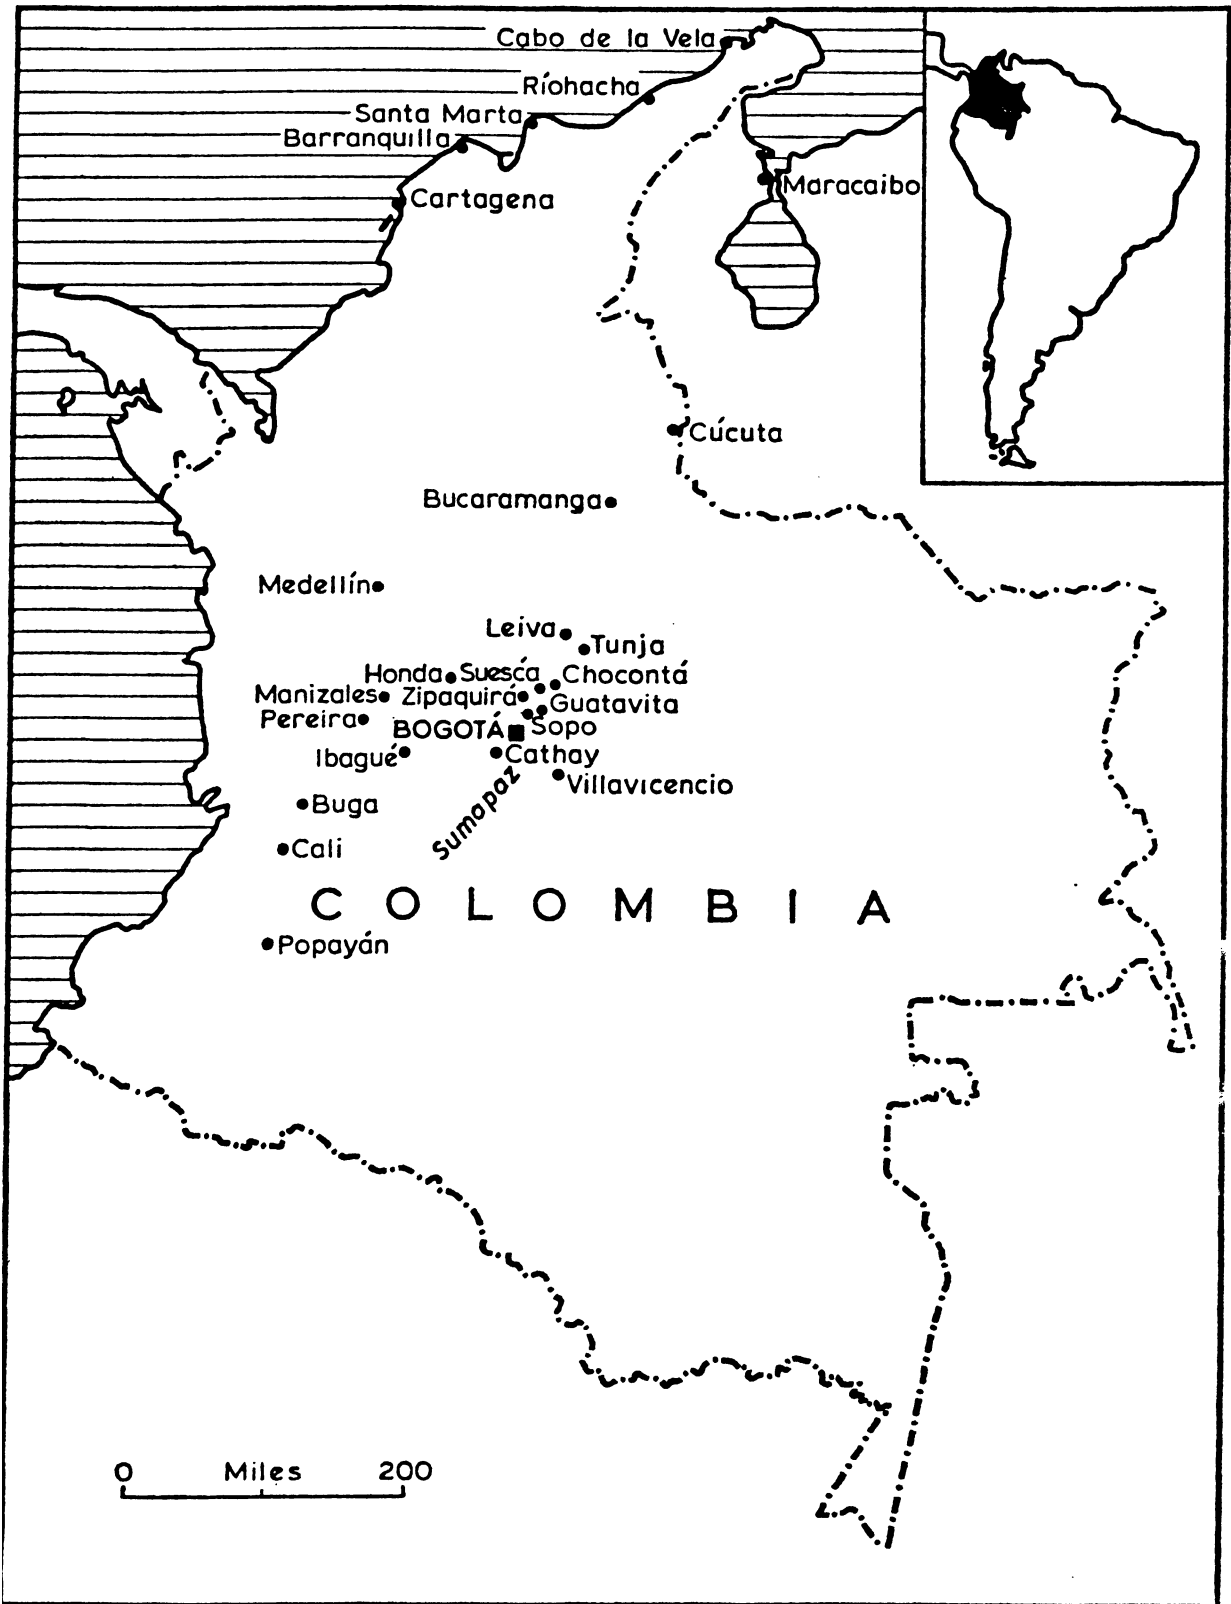 Cabo de la Vela
Ríohacha
Santa Marta
Barranquilla
Cartagena
Maracaibo
Cúcuta
Bucaramanga
Medellín
Leiva
Tunja
Honda
Suesca
Chocontá
Manizales
Zipaquirá
Guatavita
Pereira
BOGOTÁ
Sopo
Ibagué
Cathay
Villavicencio
Sumapaz
Buga
Cali
COLOMBIA
Popayán
0 Miles 200